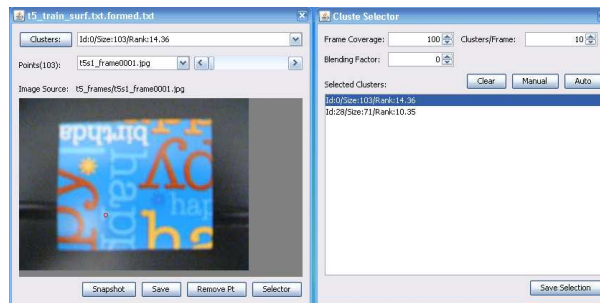 t5_train_surf.txt.formed.txt
Clusters: Id:0/Size:103/Rank:14.36
Points(103): t5s1_frame0001.jpg
Image Source: t5_frames/t5s1_frame0001.jpg
birthda
happ
hap
py
Snapshot Save Remove Pt Selector
Cluste Selector
Frame Coverage: 100 Clusters/Frame: 10
Blending Factor: 0
Selected Clusters: Clear Manual Auto
Id:0/Size:103/Rank:14.36
Id:28/Size:71/Rank:10.35
Save Selection